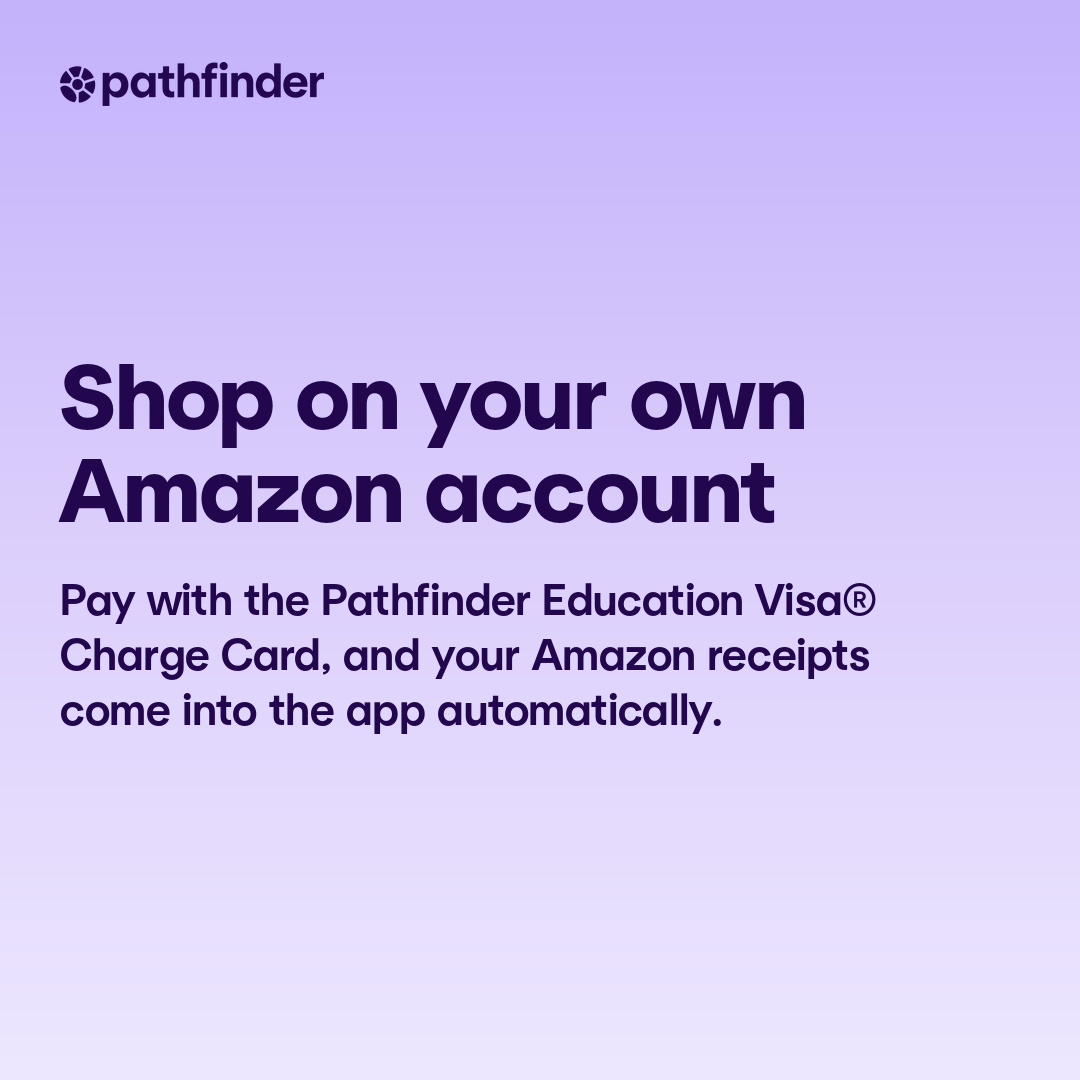 pathfinder
Shop on your own
Amazon account
Pay with the Pathfinder Education Visa®
Charge Card, and your Amazon receipts
come into the app automatically.